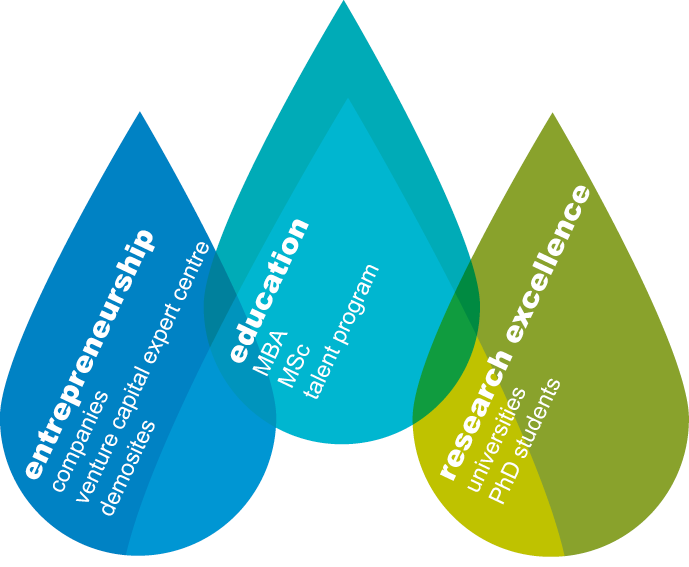 entrepreneurship
companies
venture capital expert centre
demosites
education
MBA
MSc
talent program
research excellence
universities
PhD students